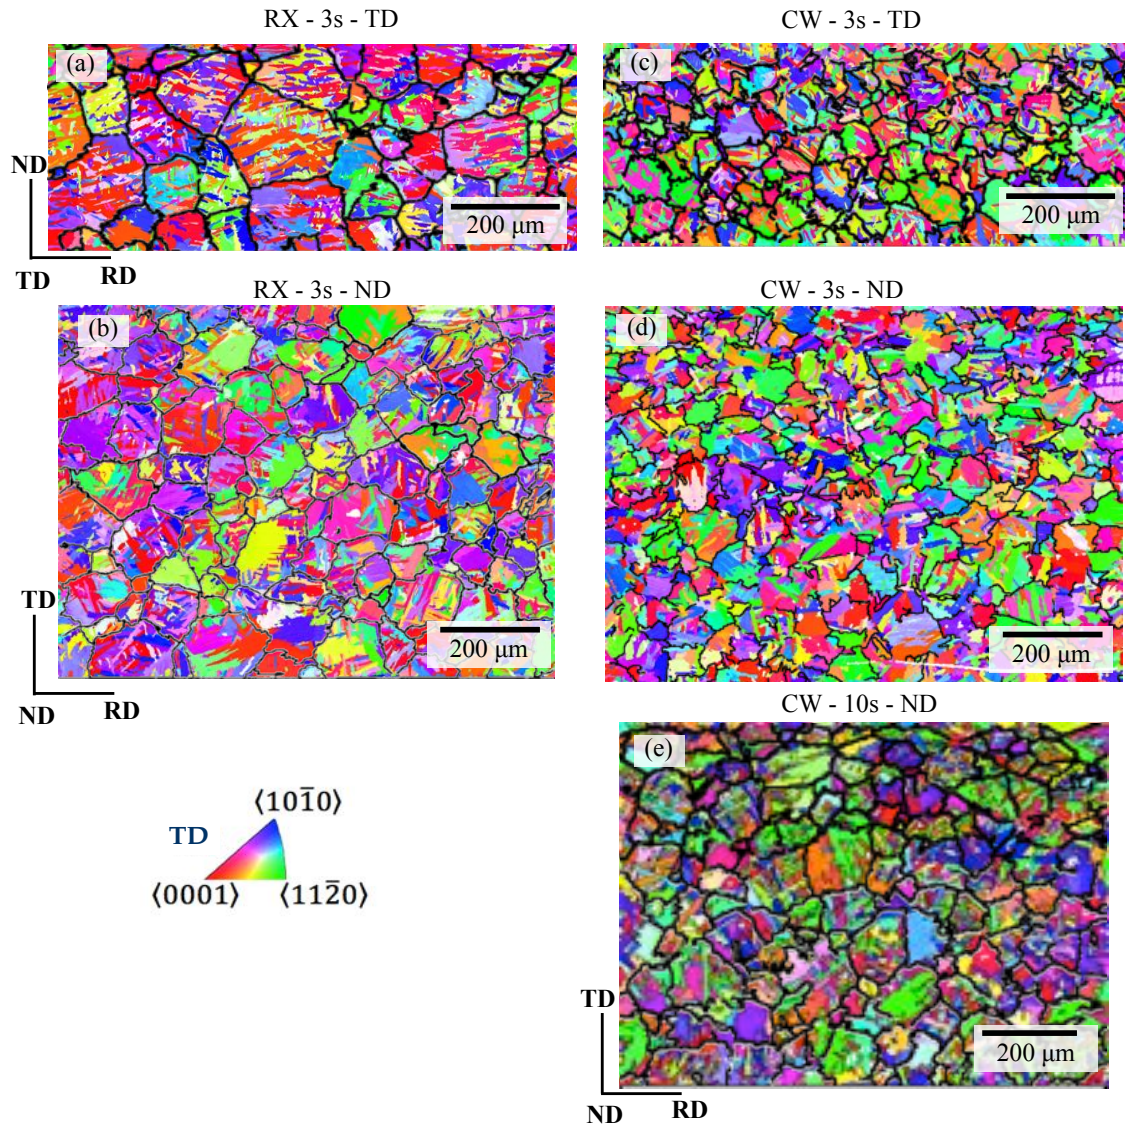 RX - 3s - TD
CW - 3s - TD
(a)
(c)
ND
200 µm
200 µm
TD
RD
RX - 3s - ND
CW - 3s - ND
(b)
(d)
TD
200 µm
200 µm
ND
RD
CW - 10s - ND
(e)
⟨101̄0⟩
TD
⟨0001⟩
⟨112̄0⟩
TD
200 µm
ND
RD